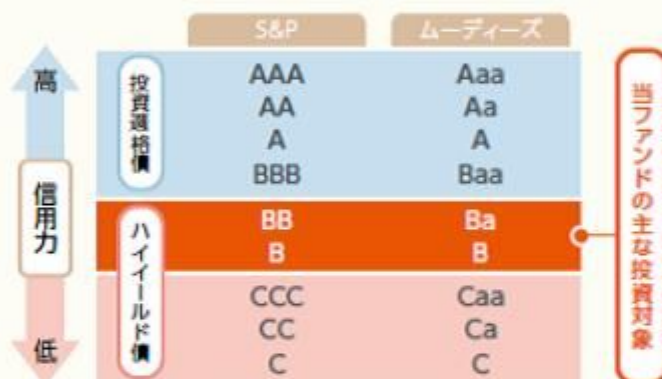 S&P ムーディーズ
高
信用力
低
投資適格債
AAA Aaa
AA Aa
A A
BBB Baa
ハイイールド債
BB Ba
B B
CCC Caa
CC Ca
C C
当ファンドの主な投資対象